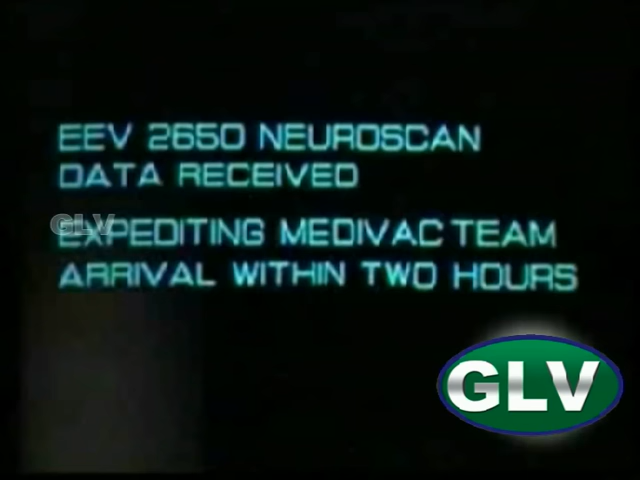 EEV 2650 NEUROSCAN
DATA RECEIVED
GLV
EXPEDITING MEDIVAC TEAM
ARRIVAL WITHIN TWO HOURS
GLV